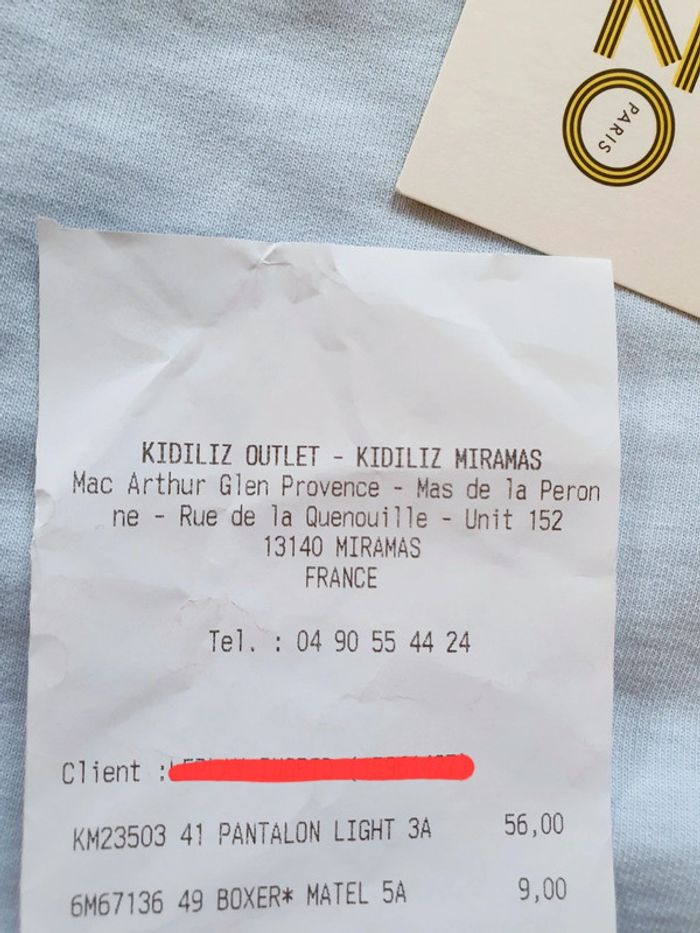 PARIS
KIDILIZ OUTLET - KIDILIZ MIRAMAS
Mac Arthur Glen Provence - Mas de la Peron
ne - Rue de la Quenouille - Unit 152
13140 MIRAMAS
FRANCE
Tel. : 04 90 55 44 24
Client :
KM23503 41 PANTALON LIGHT 3A 56,00
6M67136 49 BOXER* MATEL 5A 9,00